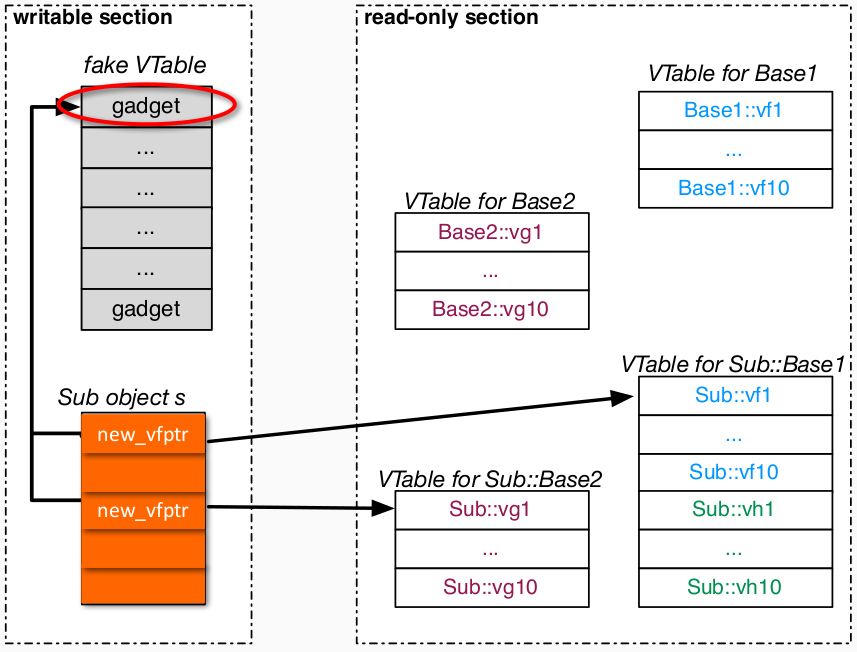 writable section
fake VTable
gadget
...
...
...
...
gadget
Sub object s
new_vfptr
new_vfptr
read-only section
VTable for Base1
Base1::vf1
...
Base1::vf10
VTable for Base2
Base2::vg1
...
Base2::vg10
VTable for Sub::Base1
Sub::vf1
...
Sub::vf10
Sub::vh1
...
Sub::vh10
VTable for Sub::Base2
Sub::vg1
...
Sub::vg10